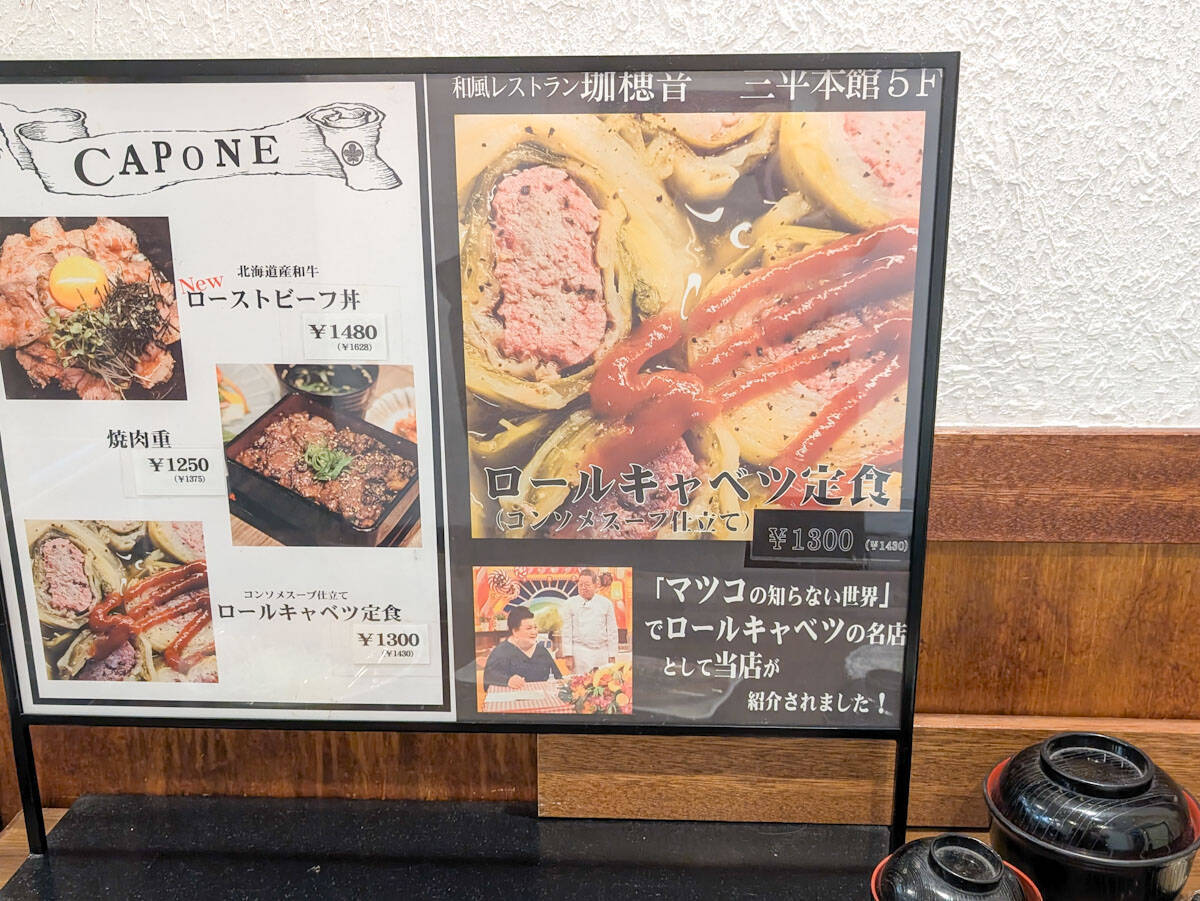 CAPONE
New
北海道産和牛
ローストビーフ丼
¥1480
(¥1628)
焼肉重
¥1250
(¥1375)
コンソメスープ仕立て
ロールキャベツ定食
¥1300
(¥1430)
和風レストラン珈穂音 三平本館5F
ロールキャベツ定食
(コンソメスープ仕立て)
¥1300 (¥1430)
「マツコの知らない世界」
でロールキャベツの名店
として当店が
紹介されました!